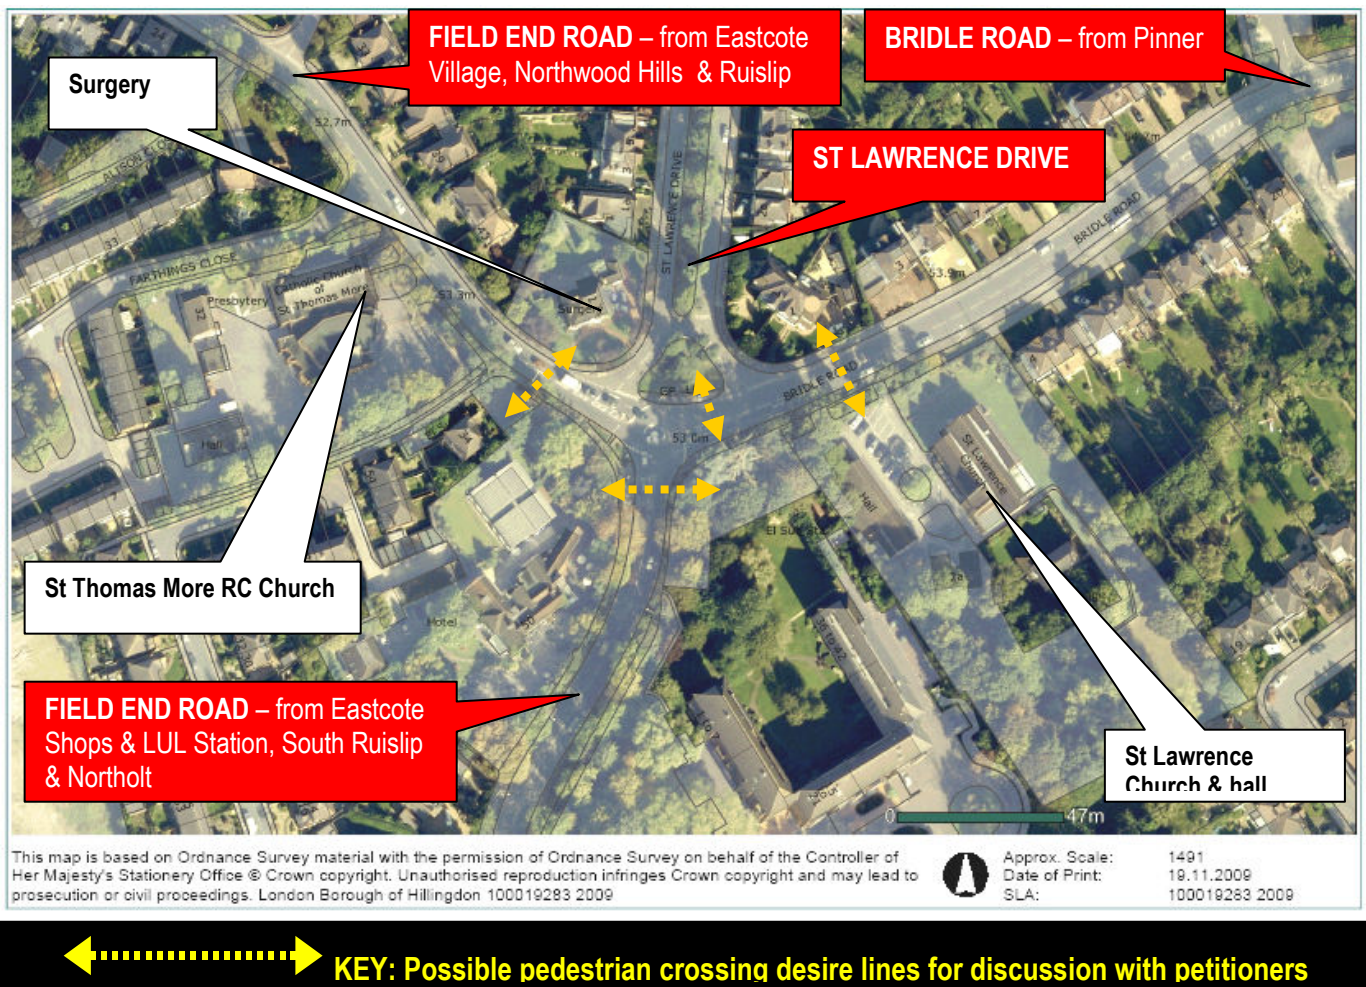 FIELD END ROAD – from Eastcote
Village, Northwood Hills & Ruislip
BRIDLE ROAD – from Pinner
Surgery
ST LAWRENCE DRIVE
52.7m
ALISON CLOSE
33
FARTHINGS CLOSE
Catholic Church
of
St Thomas More
Presbytery
32
53.3m
ST LAWRENCE DRIVE
BRIDLE ROAD
53.9m
BRIDLE ROAD
53.0m
Hall
St Lawrence
Church
Hall
Hotel
St Thomas More RC Church
FIELD END ROAD – from Eastcote
Shops & LUL Station, South Ruislip
& Northolt
St Lawrence
Church & hall
0 47m
This map is based on Ordnance Survey material with the permission of Ordnance Survey on behalf of the Controller of
Her Majesty's Stationery Office © Crown copyright. Unauthorised reproduction infringes Crown copyright and may lead to
prosecution or civil proceedings. London Borough of Hillingdon 100019283 2009
Approx. Scale: 1491
Date of Print: 19.11.2009
SLA: 100019283 2009
KEY: Possible pedestrian crossing desire lines for discussion with petitioners